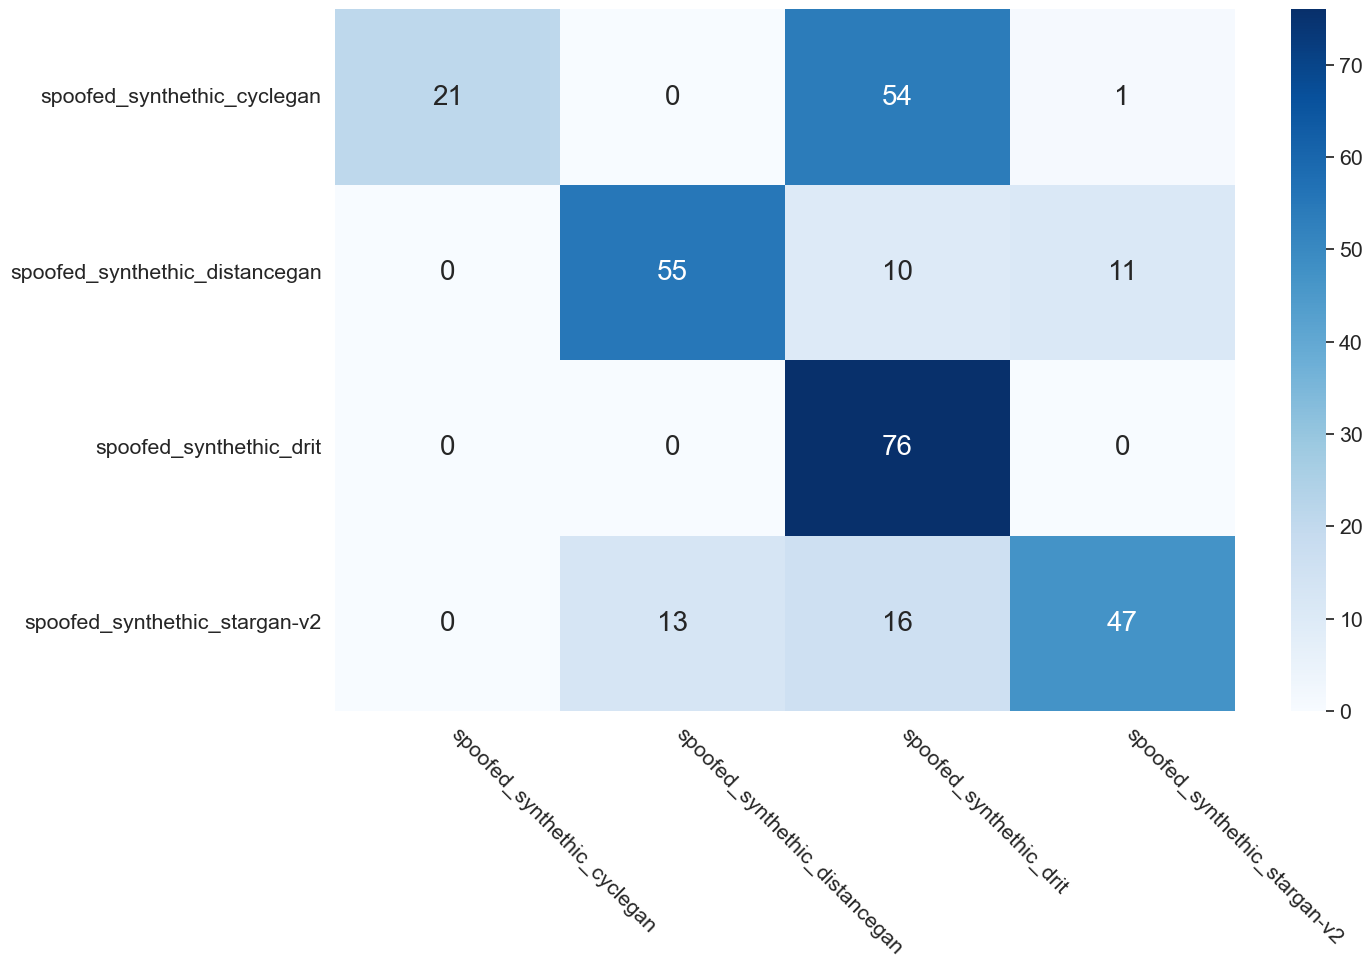 spoofed_synthethic_cyclegan 21 0 54 1
spoofed_synthethic_distancegan 0 55 10 11
spoofed_synthethic_drit 0 0 76 0
spoofed_synthethic_stargan-v2 0 13 16 47
spoofed_synthethic_cyclegan
spoofed_synthethic_distancegan
spoofed_synthethic_drit
spoofed_synthethic_stargan-v2
70
60
50
40
30
20
10
0